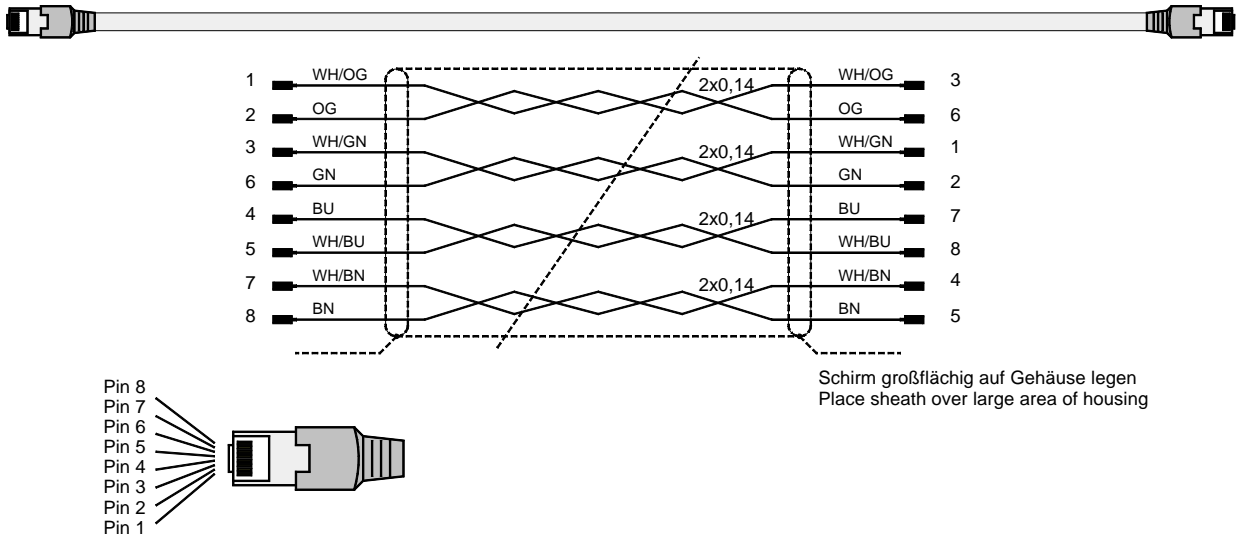 1 WH/OG 2x0,14 WH/OG 3
2 OG OG 6
3 WH/GN 2x0,14 WH/GN 1
6 GN GN 2
4 BU 2x0,14 BU 7
5 WH/BU WH/BU 8
7 WH/BN 2x0,14 WH/BN 4
8 BN BN 5
Schirm großflächig auf Gehäuse legen
Place sheath over large area of housing
Pin 8
Pin 7
Pin 6
Pin 5
Pin 4
Pin 3
Pin 2
Pin 1